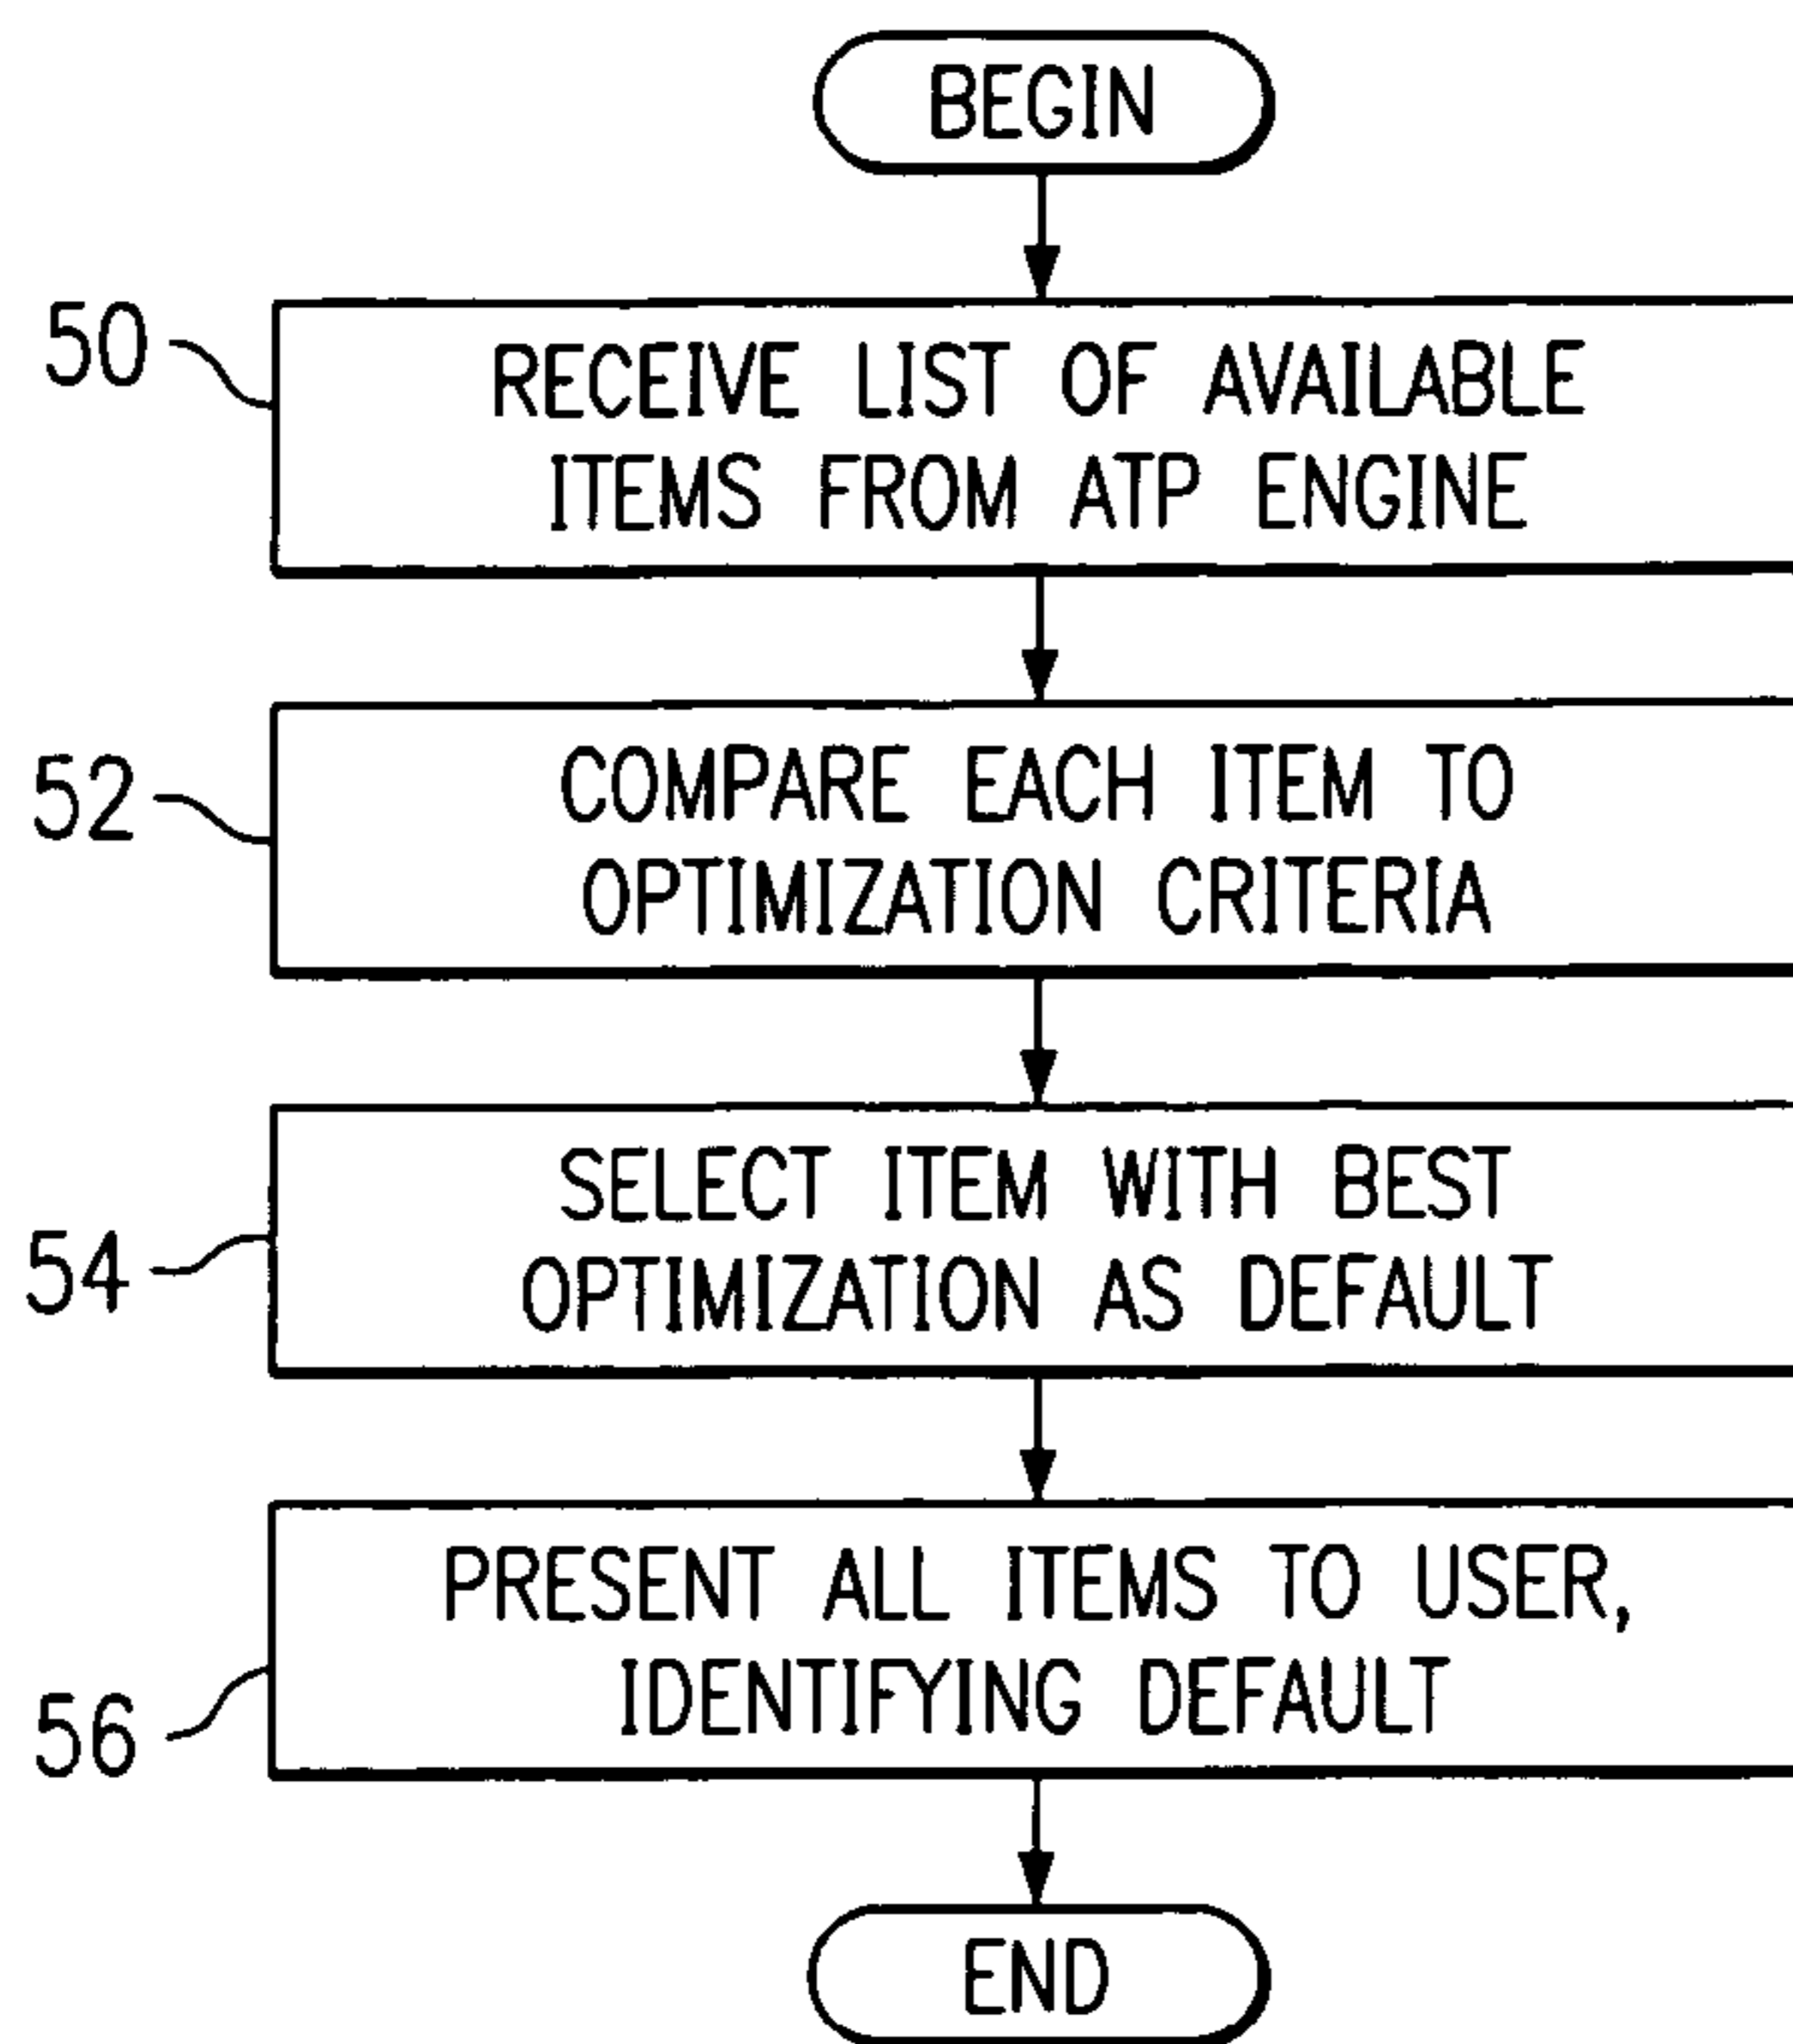 BEGIN
50
RECEIVE LIST OF AVAILABLE
ITEMS FROM ATP ENGINE
52
COMPARE EACH ITEM TO
OPTIMIZATION CRITERIA
54
SELECT ITEM WITH BEST
OPTIMIZATION AS DEFAULT
56
PRESENT ALL ITEMS TO USER,
IDENTIFYING DEFAULT
END